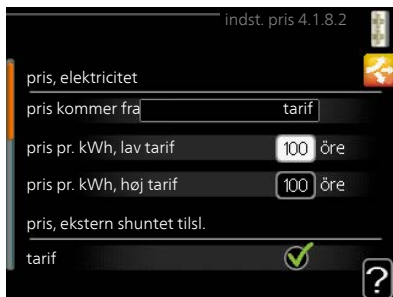 indst. pris 4.1.8.2
pris, elektricitet
pris kommer fra tarif
pris pr. kWh, lav tarif 100 öre
pris pr. kWh, høj tarif 100 öre
pris, ekstern shuntet tilsl.
tarif
?